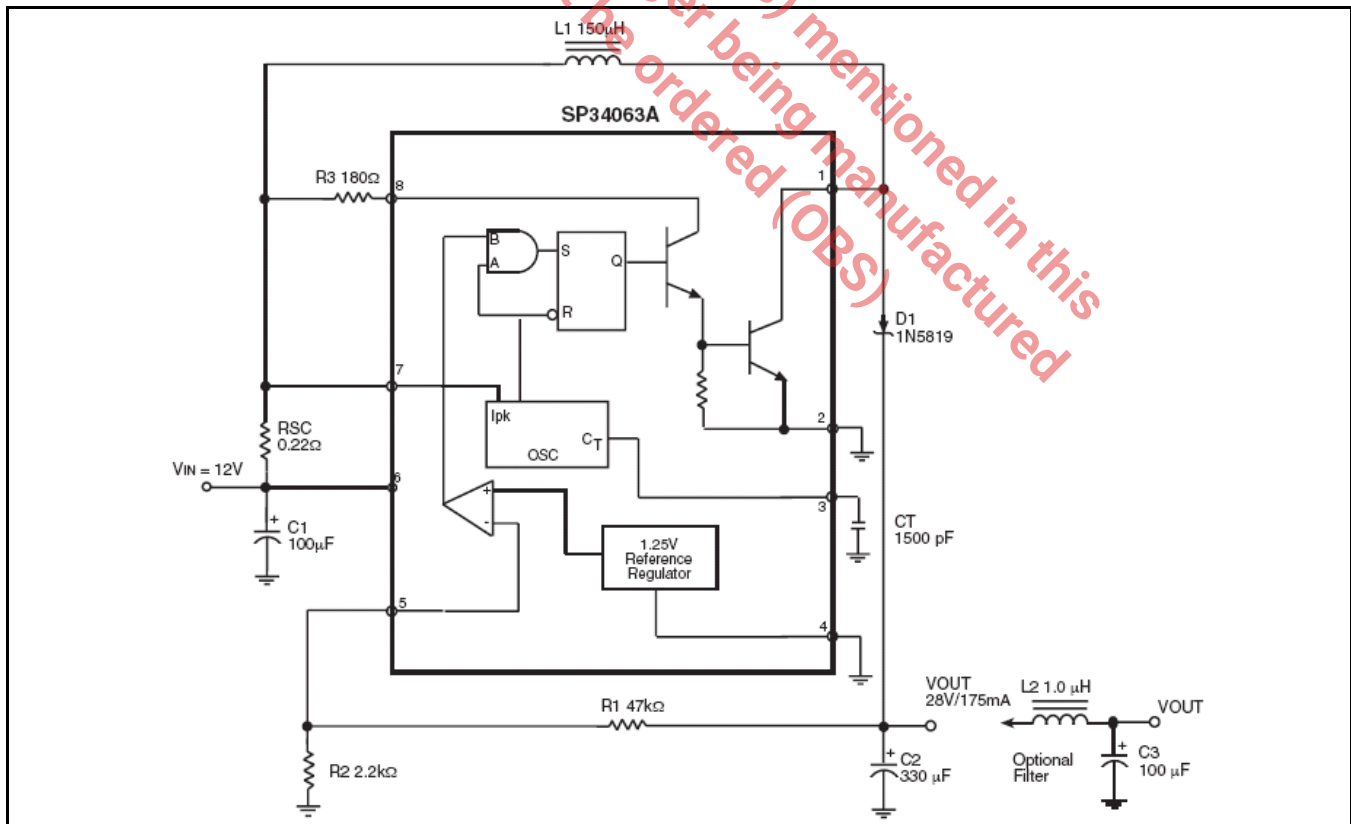 ) mentioned in this
er being manufactured
be ordered (OBS)
L1 150μH
SP34063A
R3 180Ω
8
1
B
A
S
Q
R
D1
1N5819
7
Ipk
CT
OSC
2
RSC
0.22Ω
VIN = 12V
6
3
+
-
+
C1
100μF
CT
1500 pF
1.25V
Reference
Regulator
5
4
VOUT
28V/175mA
L2 1.0 μH
VOUT
R1 47kΩ
R2 2.2kΩ
+
C2
330 μF
Optional
Filter
+
C3
100 μF